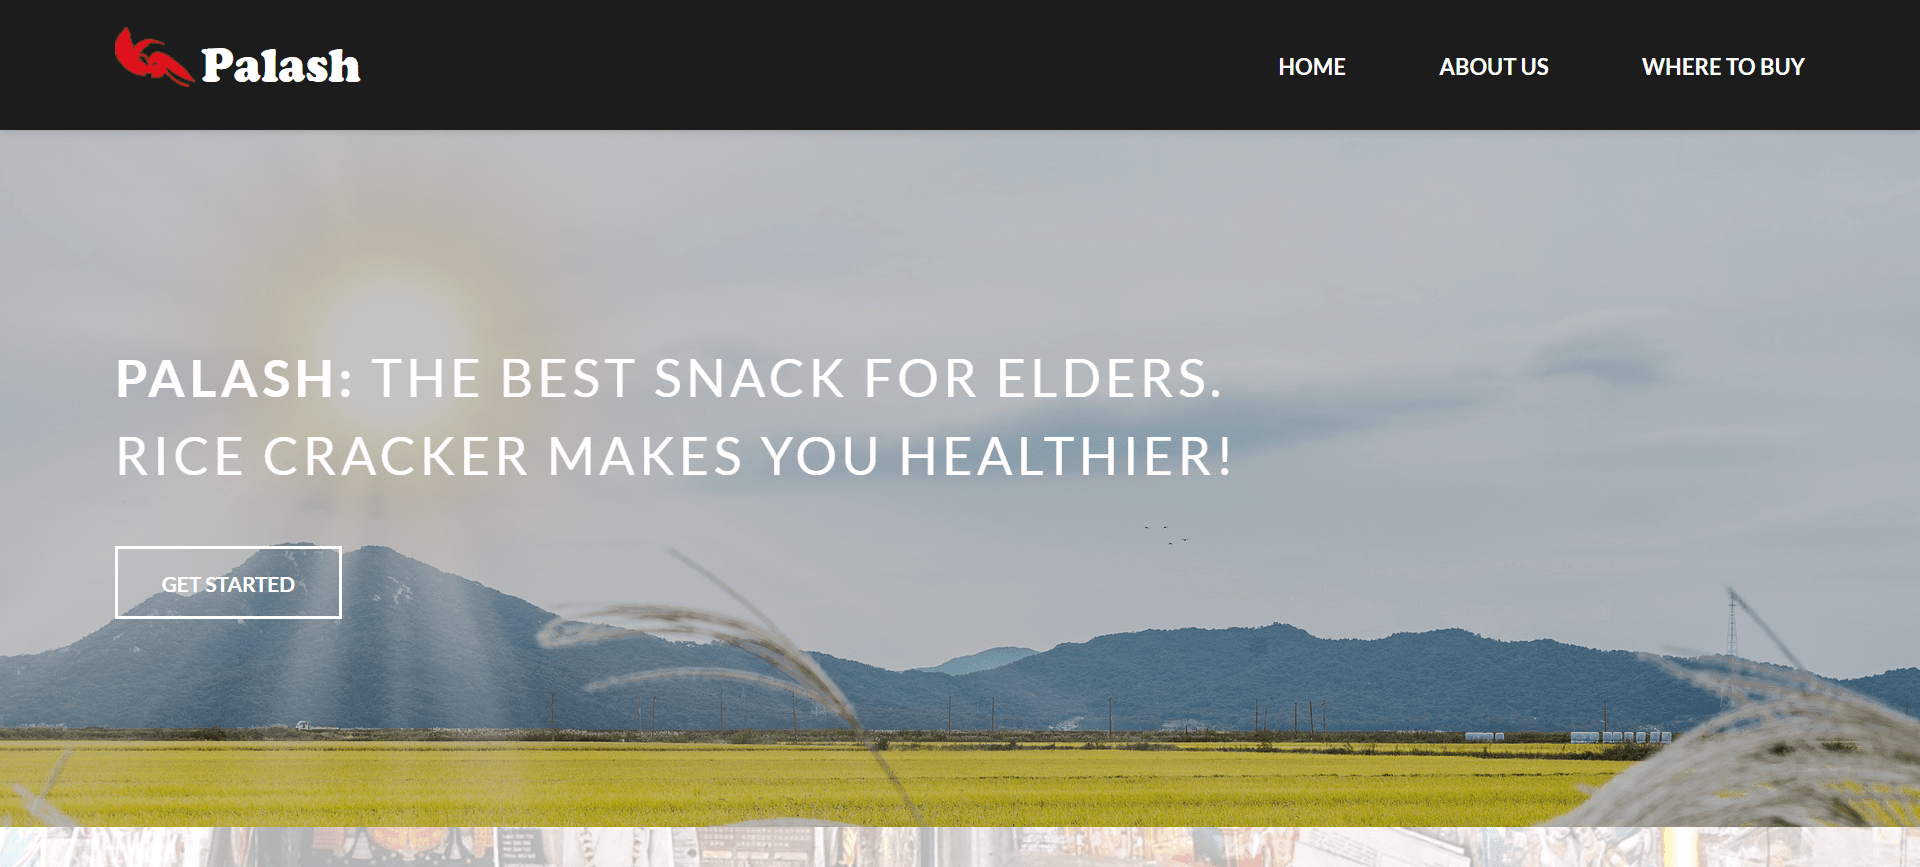 Palash
HOME
ABOUT US
WHERE TO BUY
PALASH: THE BEST SNACK FOR ELDERS.
RICE CRACKER MAKES YOU HEALTHIER!
GET STARTED